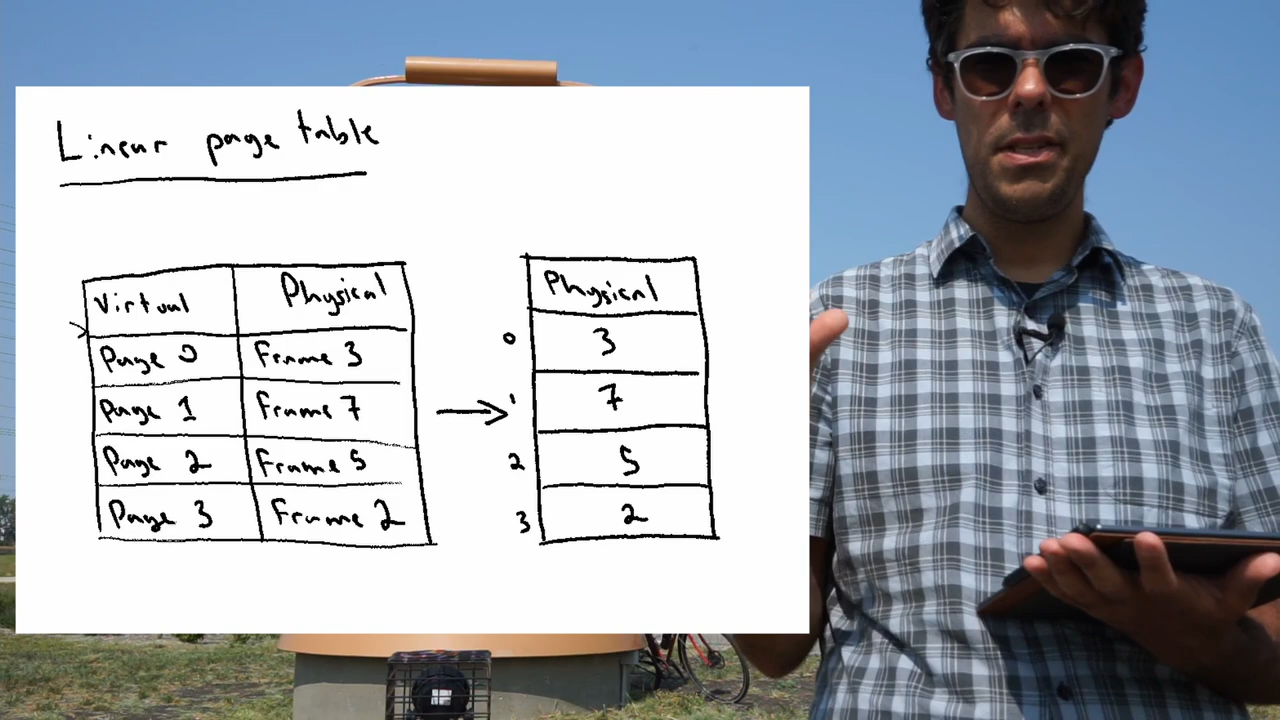 Linear page table
Virtual Physical
Page 0 Frame 3
Page 1 Frame 7
Page 2 Frame 5
Page 3 Frame 2
Physical
0 3
1 7
2 5
3 2